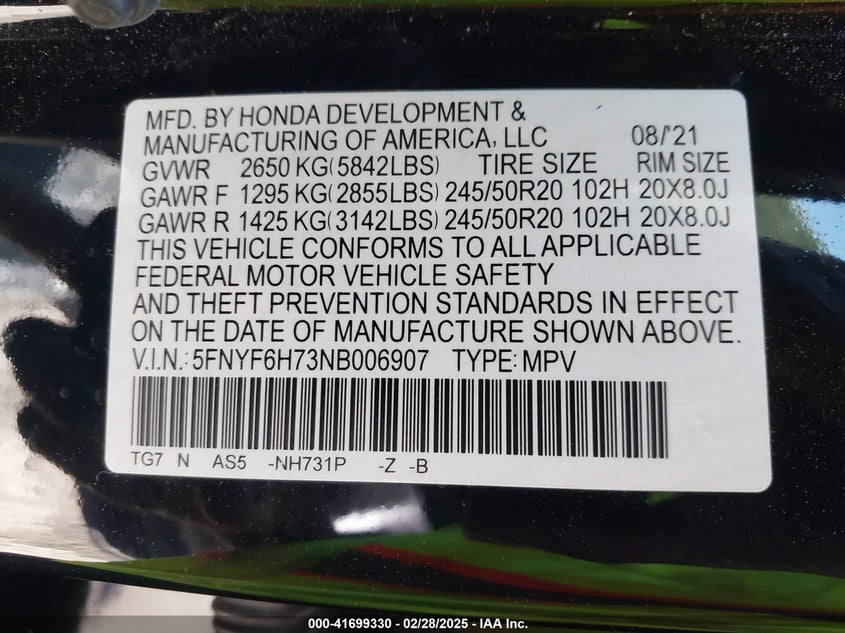 MFD. BY HONDA DEVELOPMENT &
MANUFACTURING OF AMERICA, LLC 08/'21
GVWR 2650 KG(5842LBS) TIRE SIZE RIM SIZE
GAWR F 1295 KG(2855LBS) 245/50R20 102H 20X8.0J
GAWR R 1425 KG(3142LBS) 245/50R20 102H 20X8.0J
THIS VEHICLE CONFORMS TO ALL APPLICABLE
FEDERAL MOTOR VEHICLE SAFETY
AND THEFT PREVENTION STANDARDS IN EFFECT
ON THE DATE OF MANUFACTURE SHOWN ABOVE.
V.I.N.: 5FNYF6H73NB006907 TYPE: MPV
TG7 N AS5 -NH731P -Z -B
000-41699330 - 02/28/2025 - IAA Inc.